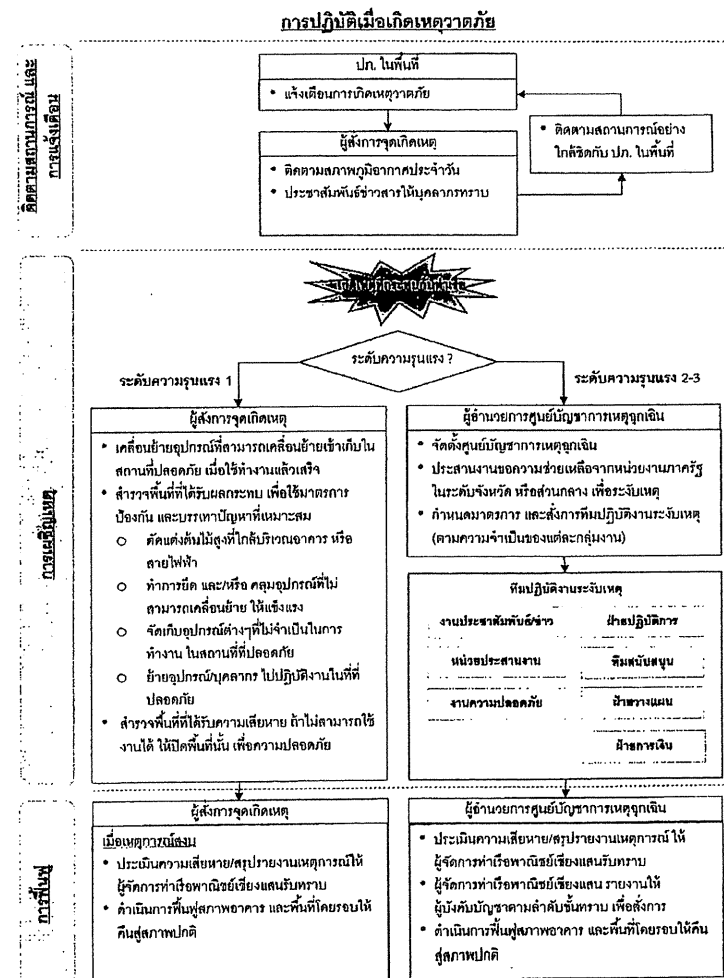 การปฏิบัติเมื่อเกิดเหตุวาตภัย
ติดตามสถานการณ์ และ
การแจ้งเตือน
ปภ. ในพื้นที่
• แจ้งเตือนการเกิดเหตุวาตภัย
ผู้สั่งการจุดเกิดเหตุ
• ติดตามสภาพภูมิอากาศประจำวัน
• ประชาสัมพันธ์ข่าวสารให้บุคลากรทราบ
• ติดตามสถานการณ์อย่าง
ใกล้ชิดกับ ปภ. ในพื้นที่
การเผชิญเหตุ
ระดับความรุนแรง ?
ระดับความรุนแรง 1
ระดับความรุนแรง 2-3
ผู้สั่งการจุดเกิดเหตุ
• เคลื่อนย้ายอุปกรณ์ที่สามารถเคลื่อนย้ายเข้าเก็บใน
สถานที่ปลอดภัย เมื่อใช้ทำงานแล้วเสร็จ
• สำรวจพื้นที่ที่ได้รับผลกระทบ เพื่อใช้มาตรการ
ป้องกัน และบรรเทาปัญหาที่เหมาะสม
o ตัดแต่งต้นไม้สูงที่ใกล้บริเวณอาคาร หรือ
สายไฟฟ้า
o ทำการยึด และ/หรือ คลุมอุปกรณ์ที่ไม่
สามารถเคลื่อนย้าย ให้แข็งแรง
o จัดเก็บอุปกรณ์ต่างๆที่ไม่จำเป็นในการ
ทำงาน ในสถานที่ที่ปลอดภัย
o ย้ายอุปกรณ์/บุคลากร ไปปฏิบัติงานในที่ที่
ปลอดภัย
• สำรวจพื้นที่ที่ได้รับความเสียหาย ถ้าไม่สามารถใช้
งานได้ ให้ปิดพื้นที่นั้น เพื่อความปลอดภัย
ผู้อำนวยการศูนย์บัญชาการเหตุฉุกเฉิน
• จัดตั้งศูนย์บัญชาการเหตุฉุกเฉิน
• ประสานงานขอความช่วยเหลือจากหน่วยงานภาครัฐ
ในระดับจังหวัด หรือส่วนกลาง เพื่อระงับเหตุ
• กำหนดมาตรการ และสั่งการทีมปฏิบัติงานระงับเหตุ
(ตามความจำเป็นของแต่ละกลุ่มงาน)
ทีมปฏิบัติงานระงับเหตุ
งานประชาสัมพันธ์/ข่าว
ฝ่ายปฏิบัติการ
หน่วยประสานงาน
ทีมสนับสนุน
งานความปลอดภัย
ฝ่ายวางแผน
ฝ่ายการเงิน
การฟื้นฟู
ผู้สั่งการจุดเกิดเหตุ
เมื่อเหตุการณ์สงบ
• ประเมินความเสียหาย/สรุปรายงานเหตุการณ์ให้
ผู้จัดการท่าเรือพาณิชย์เชียงแสนรับทราบ
• ดำเนินการฟื้นฟูสภาพอาคาร และพื้นที่โดยรอบให้
คืนสู่สภาพปกติ
ผู้อำนวยการศูนย์บัญชาการเหตุฉุกเฉิน
• ประเมินความเสียหาย/สรุปรายงานเหตุการณ์ ให้
ผู้จัดการท่าเรือพาณิชย์เชียงแสนรับทราบ
• ผู้จัดการท่าเรือพาณิชย์เชียงแสน รายงานให้
ผู้บังคับบัญชาตามลำดับชั้นทราบ เพื่อสั่งการ
• ดำเนินการฟื้นฟูสภาพอาคาร และพื้นที่โดยรอบให้คืน
สู่สภาพปกติ